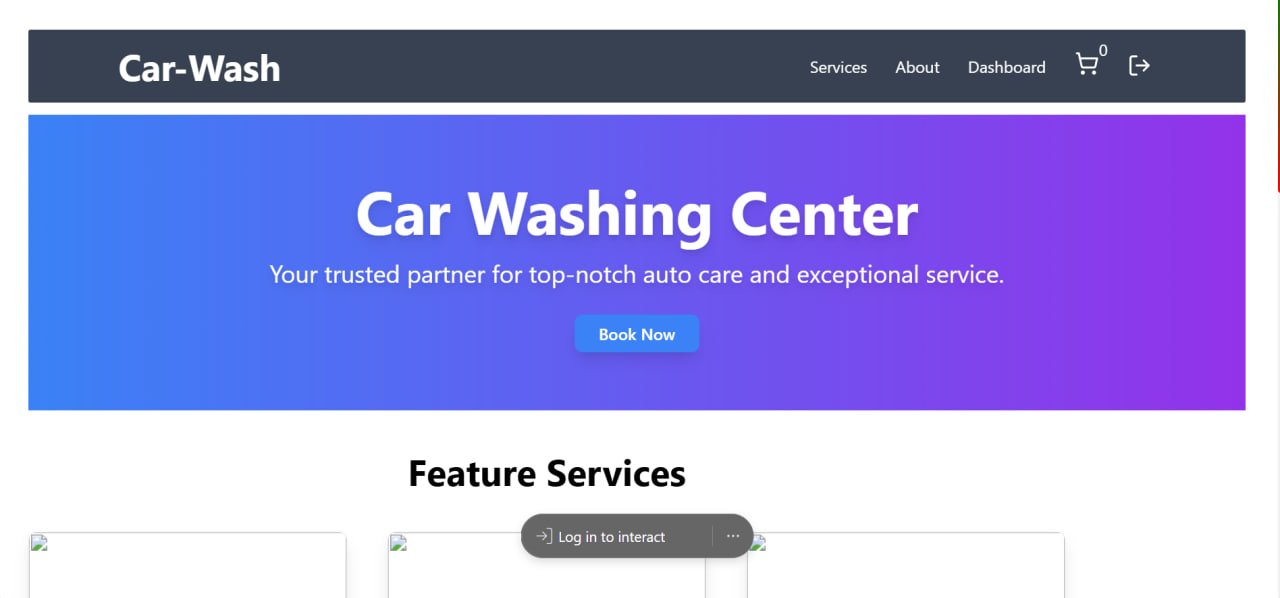 Car-Wash
Services About Dashboard 0
Car Washing Center
Your trusted partner for top-notch auto care and exceptional service.
Book Now
Feature Services
Log in to interact